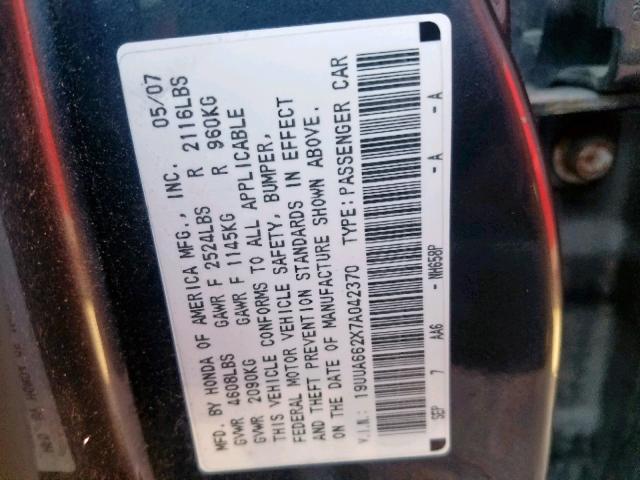 MFD. BY HONDA OF AMERICA MFG., INC. 05/07
GVWR 4608LBS GAWR F 2524LBS R 2116LBS
GVWR 2090KG GAWR F 1145KG R 960KG
THIS VEHICLE CONFORMS TO ALL APPLICABLE
FEDERAL MOTOR VEHICLE SAFETY, BUMPER,
AND THEFT PREVENTION STANDARDS IN EFFECT
ON THE DATE OF MANUFACTURE SHOWN ABOVE.
V.I.N.: 19UUA662X7A042370 TYPE:PASSENGER CAR
SEP 7 AA6 - NH658P - A - A